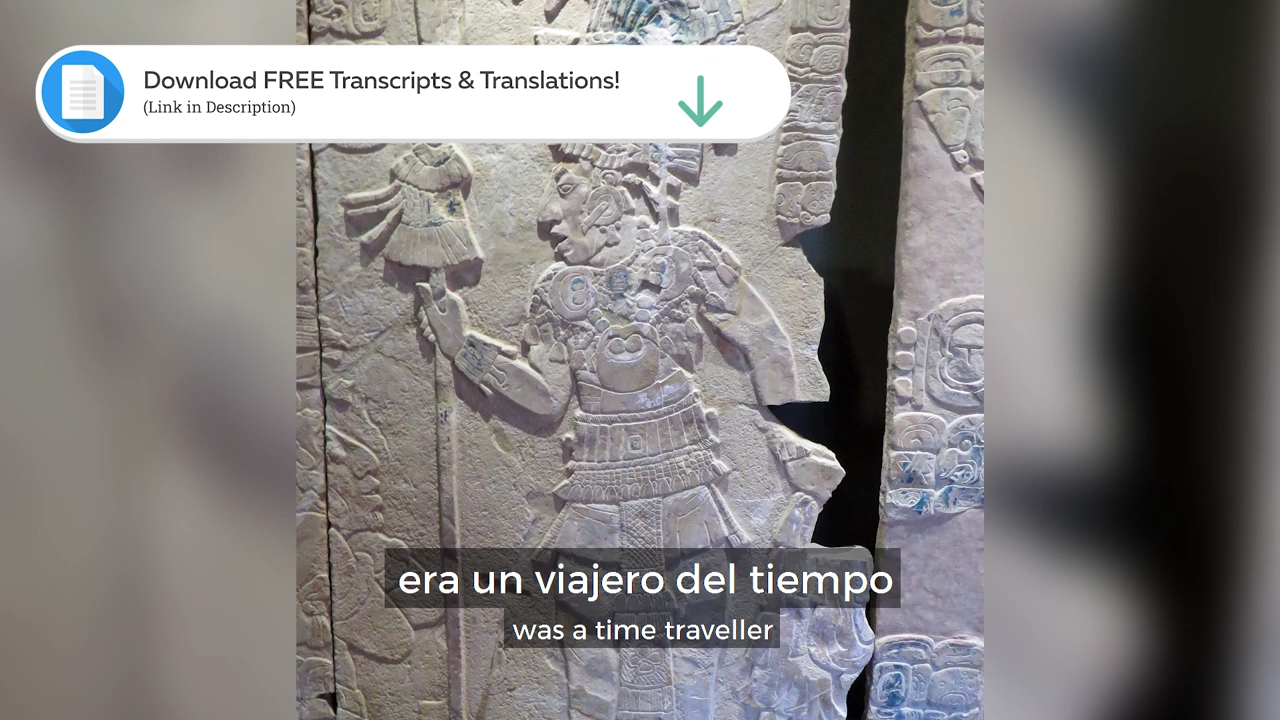 Download FREE Transcripts & Translations!
(Link in Description)
era un viajero del tiempo
was a time traveller